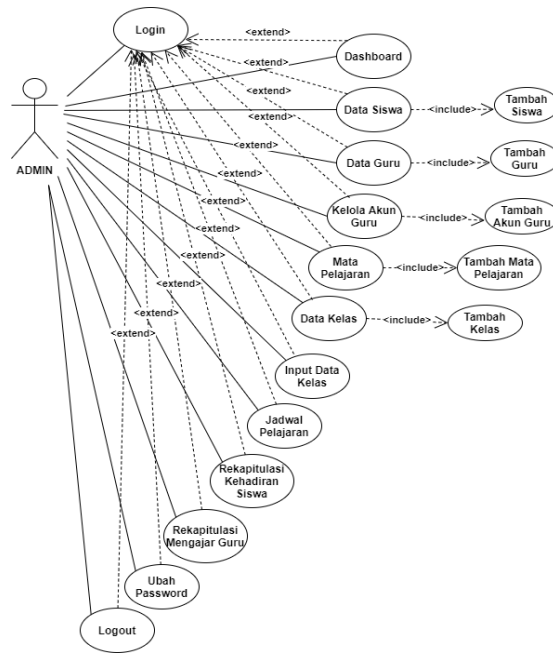 Login
<extend>
Dashboard
<extend>
Data Siswa
<include>
Tambah
Siswa
ADMIN
<extend>
Data Guru
<include>
Tambah
Guru
<extend>
Kelola Akun
Guru
<include>
Tambah
Akun Guru
<extend>
Mata
Pelajaran
<include>
Tambah Mata
Pelajaran
<extend>
Data Kelas
<include>
Tambah
Kelas
<extend>
Input Data
Kelas
<extend>
Jadwal
Pelajaran
<extend>
Rekapitulasi
Kehadiran
Siswa
<extend>
Rekapitulasi
Mengajar Guru
<extend>
Ubah
Password
<extend>
Logout